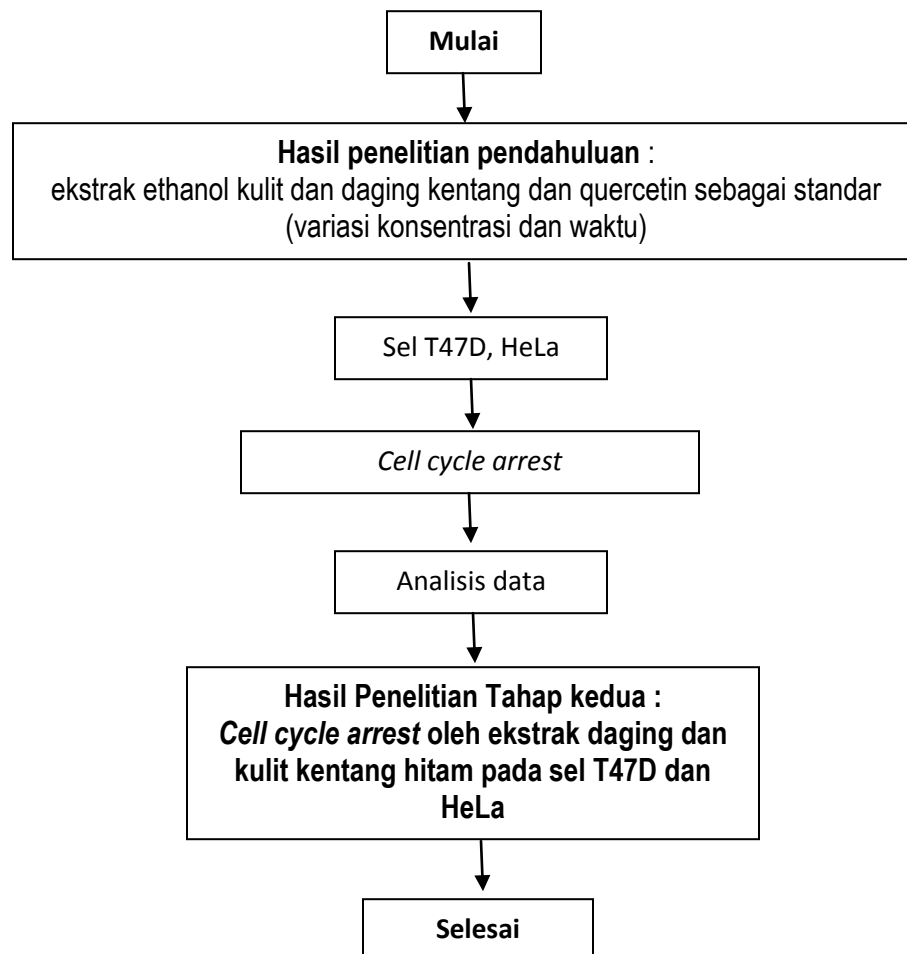 Mulai
Hasil penelitian pendahuluan :
ekstrak ethanol kulit dan daging kentang dan quercetin sebagai standar
(variasi konsentrasi dan waktu)
Sel T47D, HeLa
Cell cycle arrest
Analisis data
Hasil Penelitian Tahap kedua :
Cell cycle arrest oleh ekstrak daging dan
kulit kentang hitam pada sel T47D dan
HeLa
Selesai